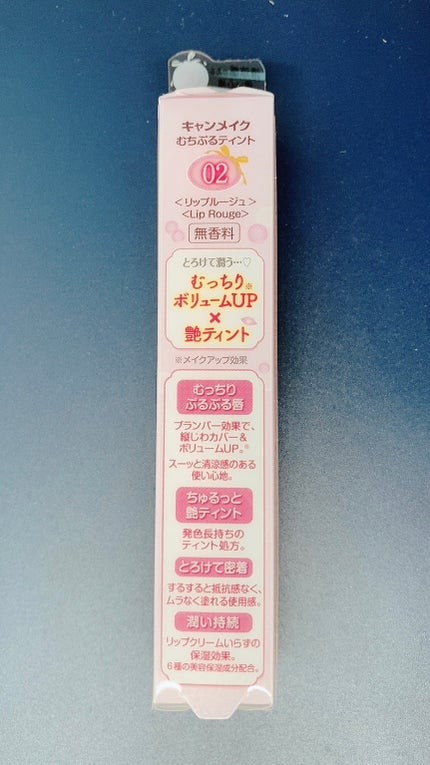 キャンメイク
むちぷるティント
02
<リップルージュ>
<Lip Rouge>
無香料
とろけて潤う…♡
むっちり※
ボリュームUP
×
艶ティント
※メイクアップ効果
むっちり
ぷるぷる唇
プランパー効果で、
縦じわカバー&
ボリュームUP。※
スーッと清涼感のある
使い心地。
ちゅるっと
艶ティント
発色長持ちの
ティント処方。
とろけて密着
するすると抵抗感なく、
ムラなく塗れる使用感。
潤い持続
リップクリームいらずの
保湿効果。
6種の美容保湿成分配合。